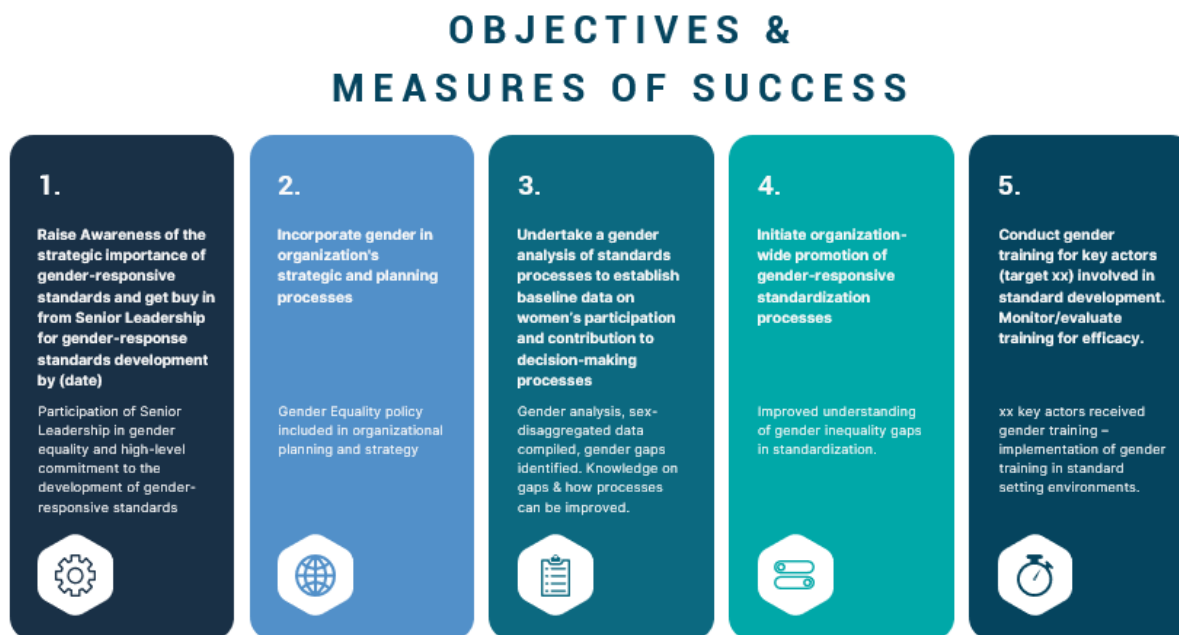 OBJECTIVES &
MEASURES OF SUCCESS
1.
Raise Awareness of the
strategic importance of
gender-responsive
standards and get buy in
from Senior Leadership
for gender-response
standards development
by (date)
Participation of Senior
Leadership in gender
equality and high-level
commitment to the
development of gender-
responsive standards
2.
Incorporate gender in
organization's
strategic and planning
processes
Gender Equality policy
included in organizational
planning and strategy
3.
Undertake a gender
analysis of standards
processes to establish
baseline data on
women's participation
and contribution to
decision-making
processes
Gender analysis, sex-
disaggregated data
compiled, gender gaps
identified. Knowledge on
gaps & how processes
can be improved.
4.
Initiate organization-
wide promotion of
gender-responsive
standardization
processes
Improved understanding
of gender inequality gaps
in standardization.
5.
Conduct gender
training for key actors
(target xx) involved in
standard development.
Monitor/evaluate
training for efficacy.
xx key actors received
gender training –
implementation of gender
training in standard
setting environments.